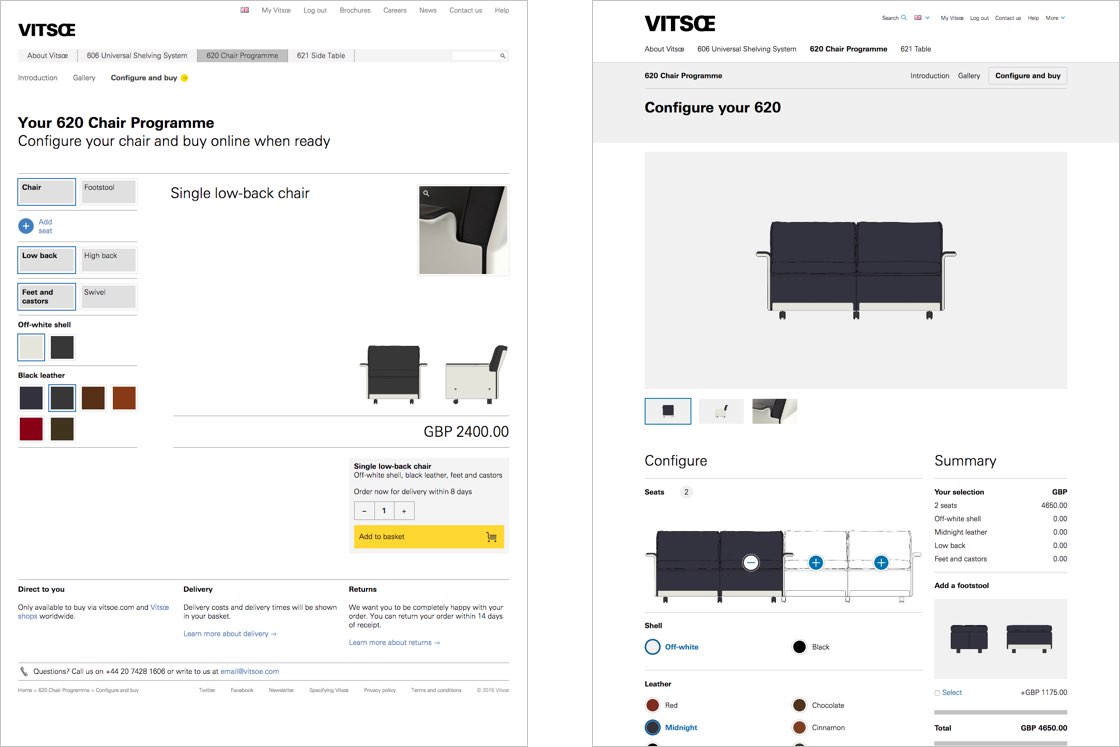 My Vitsœ Log out Brochures Careers News Contact us Help
VITSŒ
About Vitsœ 606 Universal Shelving System 620 Chair Programme 621 Side Table
Introduction Gallery Configure and buy
Your 620 Chair Programme
Configure your chair and buy online when ready
Chair Footstool
Add
seat
Low back High back
Feet and
castors
Swivel
Off-white shell
Black leather
Single low-back chair
GBP 2400.00
Single low-back chair
Off-white shell, black leather, feet and castors
Order now for delivery within 8 days
− 1 +
Add to basket
Direct to you
Only available to buy via vitsoe.com and Vitsœ
shops worldwide.
Delivery
Delivery costs and delivery times will be shown
in your basket.
Learn more about delivery →
Returns
We want you to be completely happy with your
order. You can return your order within 14 days
of receipt.
Learn more about returns →
Questions? Call us on +44 20 7428 1606 or write to us at email@vitsoe.com
Home > 620 Chair Programme > Configure and buy Twitter Facebook Newsletter Specifying Vitsœ Privacy policy Terms and conditions © 2015 Vitsœ
VITSŒ
Search My Vitsœ Log out Contact us Help More
About Vitsœ 606 Universal Shelving System 620 Chair Programme 621 Table
620 Chair Programme Introduction Gallery Configure and buy
Configure your 620
Configure
Seats 2
Shell
Off-white Black
Leather
Red Chocolate
Midnight Cinnamon
Summary
Your selection GBP
2 seats 4650.00
Off-white shell 0.00
Midnight leather 0.00
Low back 0.00
Feet and castors 0.00
Add a footstool
Select +GBP 1175.00
Total GBP 4650.00